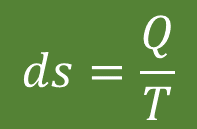 ds = Q/T